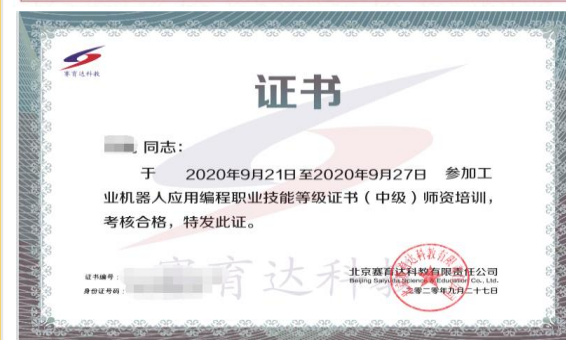 赛育达科教
证书
同志：
于 2020年9月21日至2020年9月27日 参加工
业机器人应用编程职业技能等级证书（中级）师资培训，
考核合格，特发此证。
赛育达科教
证书编号：
身份证号码：
北京赛育达科教有限责任公司
Beijing Saiyuda Science & Education Co., Ltd.
二零二零年九月二十七日